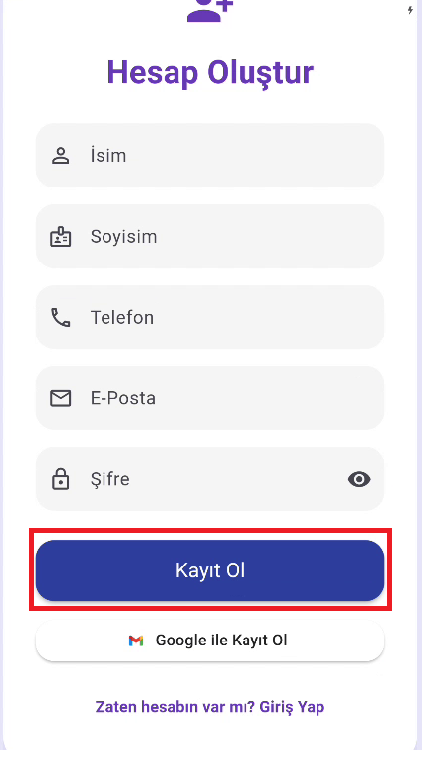 Hesap Oluştur
İsim
Soyisim
Telefon
E-Posta
Şifre
Kayıt Ol
Google ile Kayıt Ol
Zaten hesabın var mı? Giriş Yap